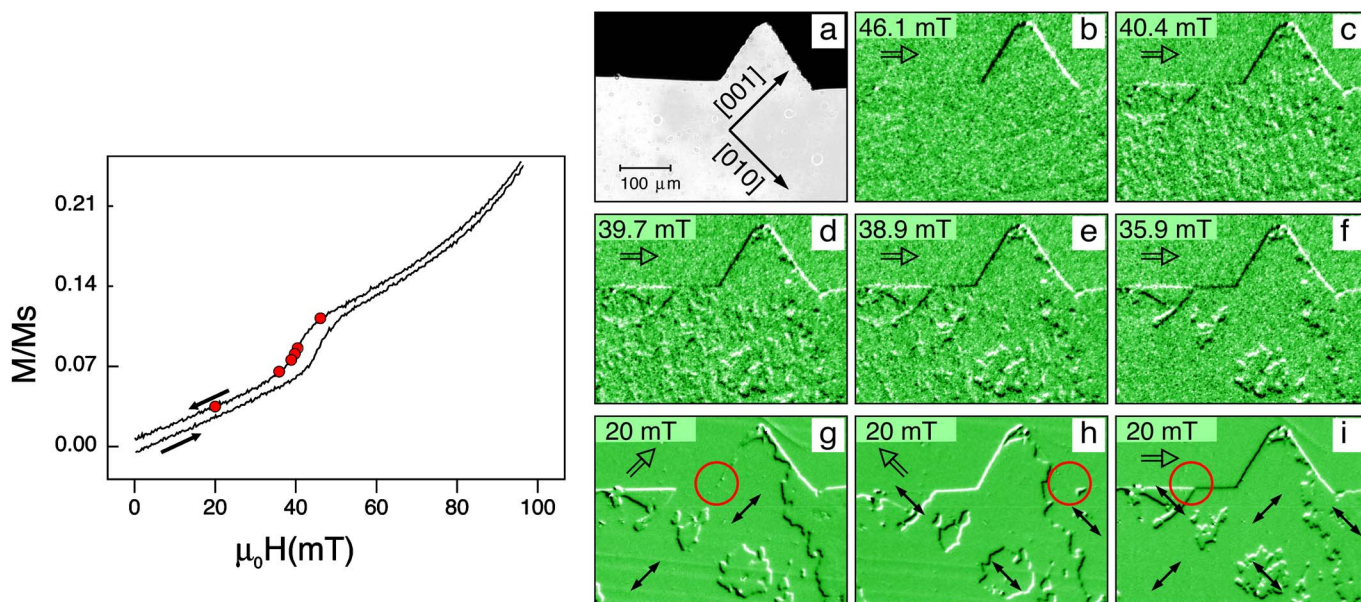 M/Ms
0.21
0.14
0.07
0.00
0 20 40 60 80 100
μ₀H(mT)
a
[001]
[010]
100 μm
46.1 mT b
40.4 mT c
39.7 mT d
38.9 mT e
35.9 mT f
20 mT g
20 mT h
20 mT i